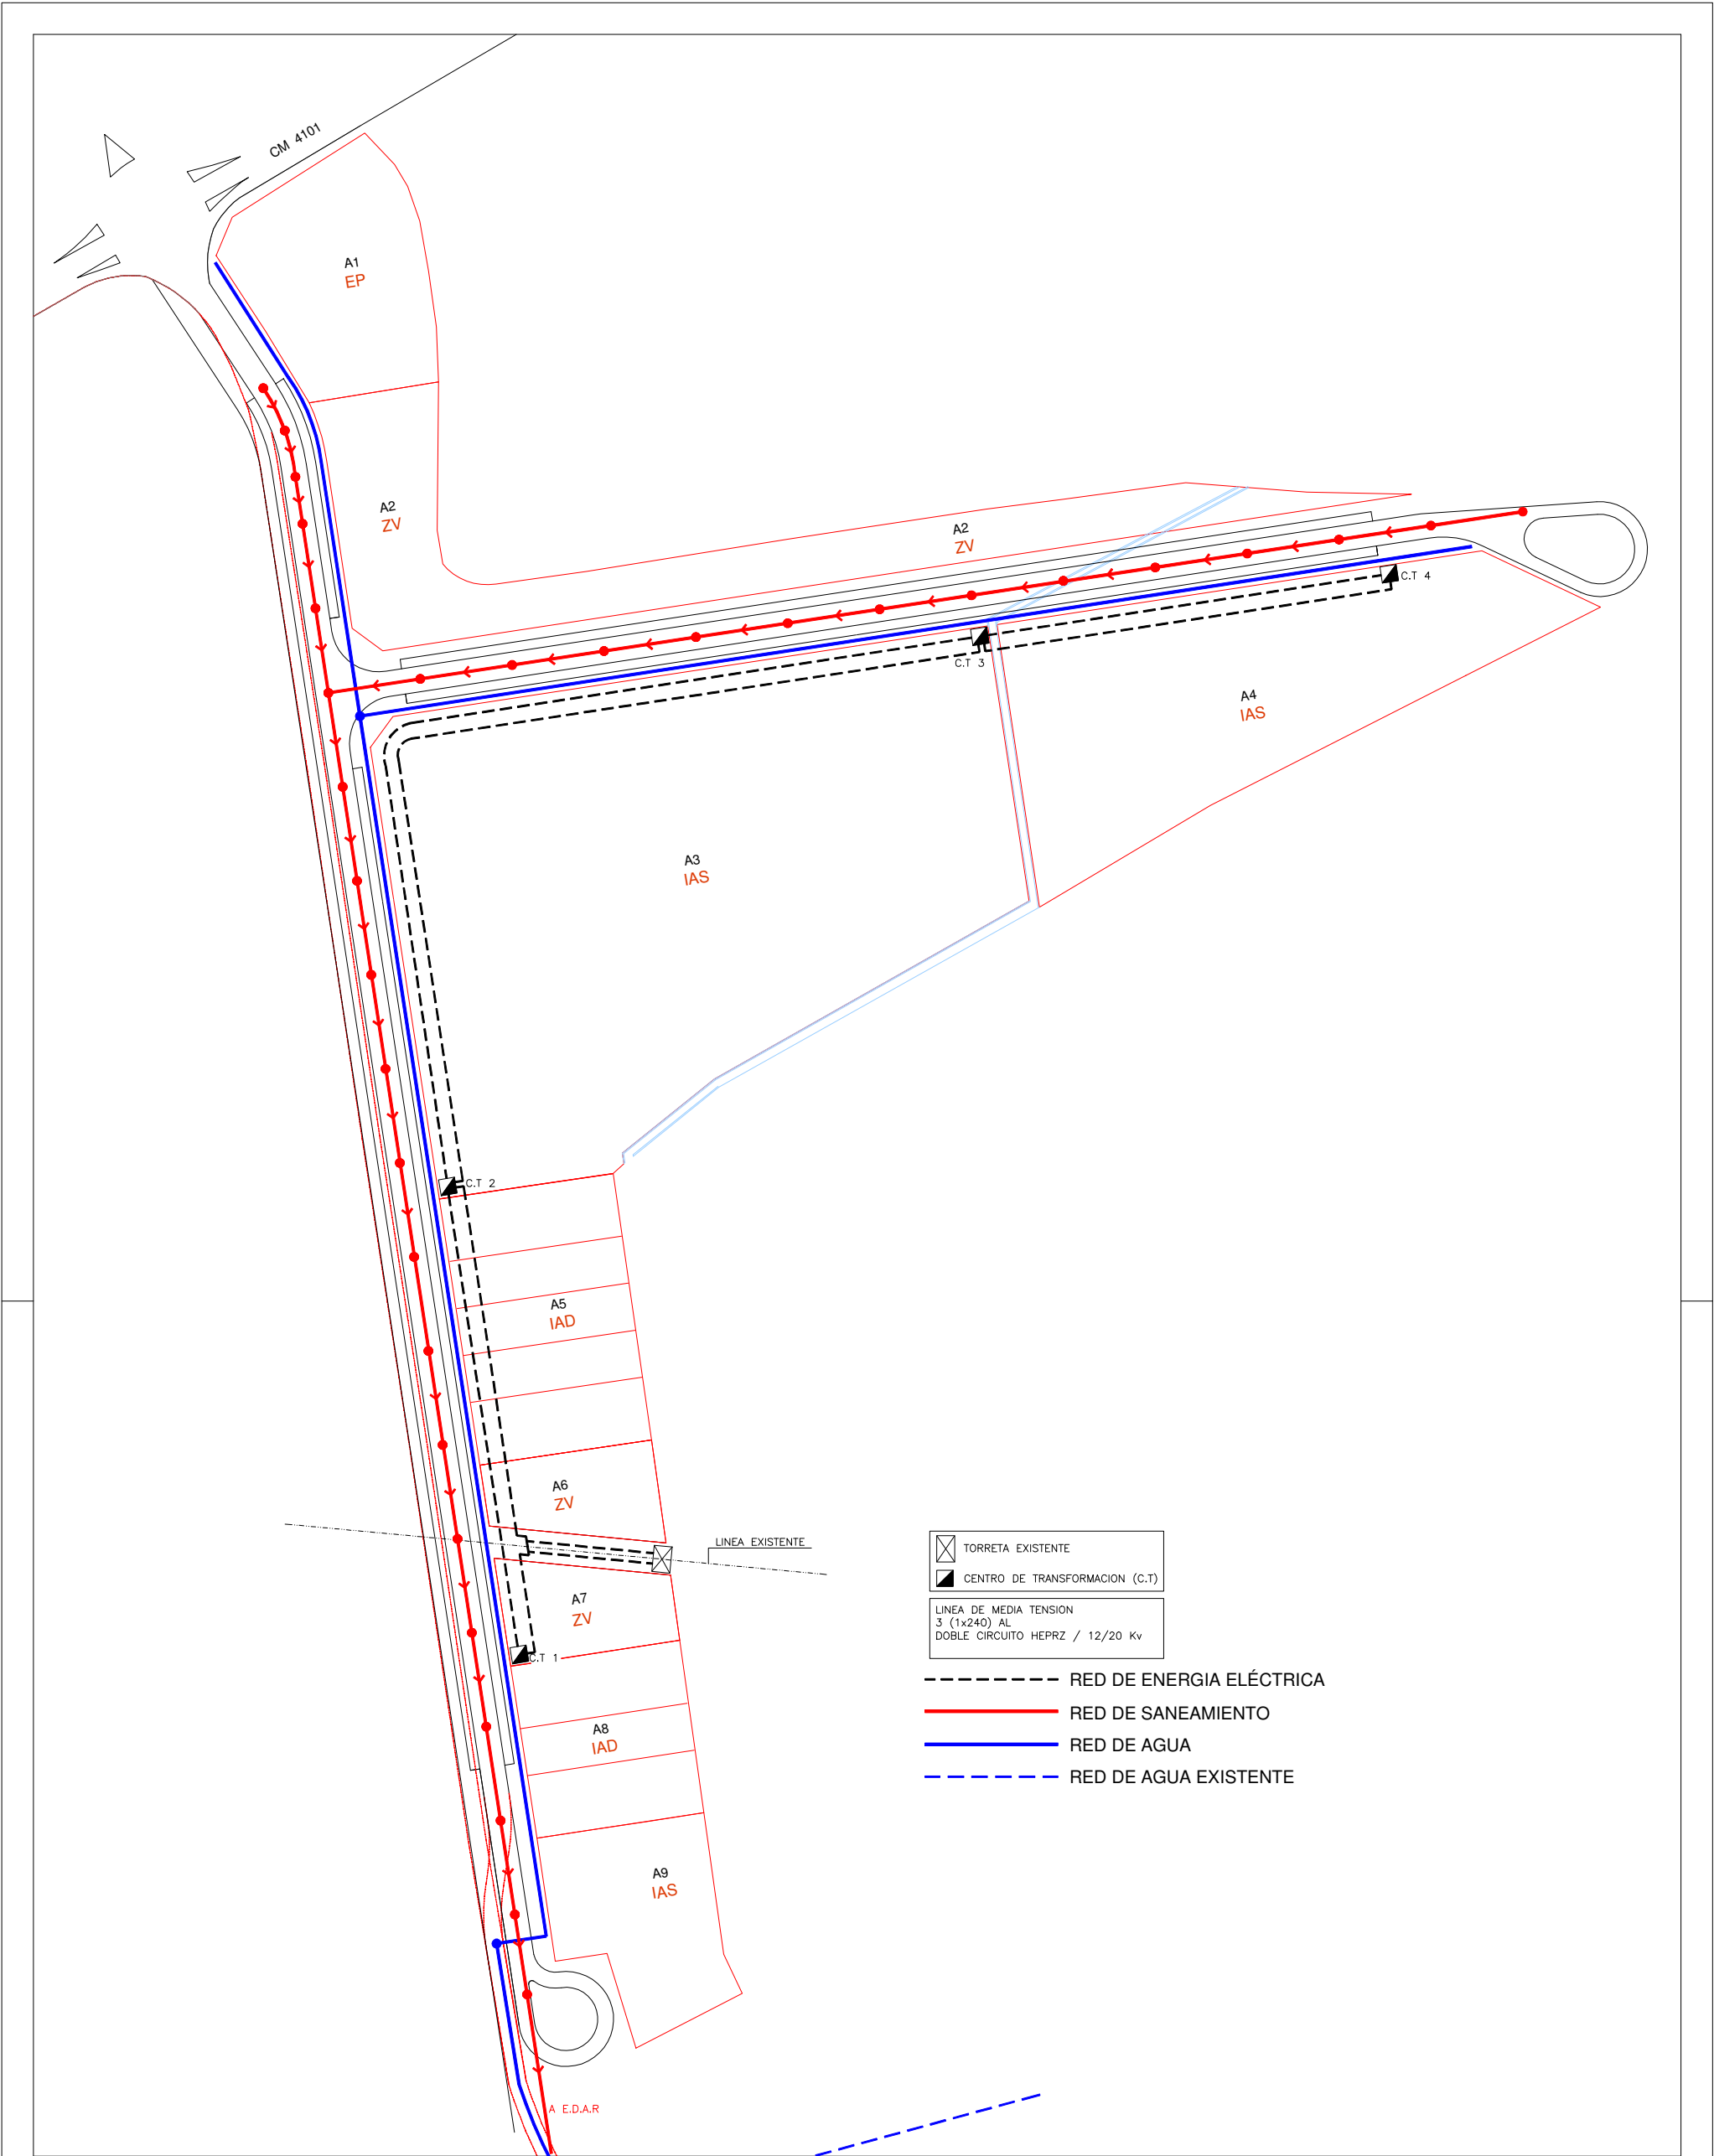 CM 4101
A1
EP
A2
ZV
A2
ZV
C.T 4
C.T 3
A4
IAS
A3
IAS
C.T 2
A5
IAD
A6
ZV
LINEA EXISTENTE
A7
ZV
C.T 1
A8
IAD
A9
IAS
A E.D.A.R
TORRETA EXISTENTE
CENTRO DE TRANSFORMACION (C.T)
LINEA DE MEDIA TENSION
3 (1x240) AL
DOBLE CIRCUITO HEPRZ / 12/20 Kv
RED DE ENERGIA ELÉCTRICA
RED DE SANEAMIENTO
RED DE AGUA
RED DE AGUA EXISTENTE